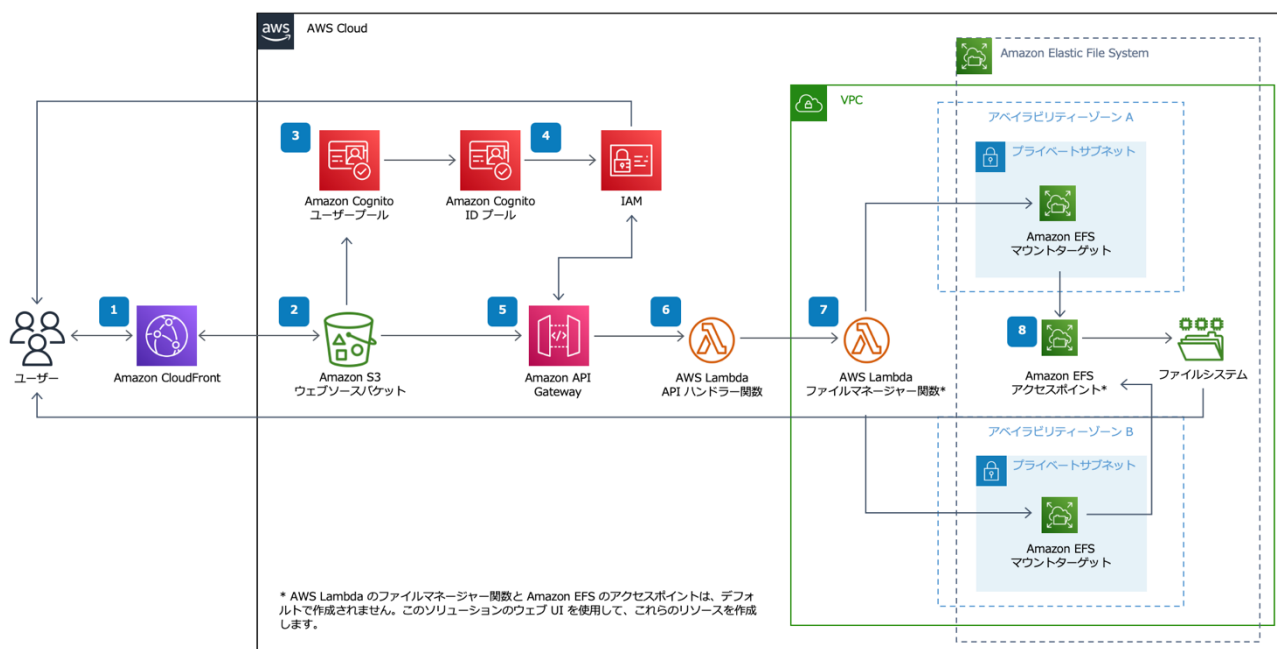 aws
AWS Cloud
Amazon Elastic File System
VPC
アベイラビリティーゾーン A
プライベートサブネット
Amazon EFS
マウントターゲット
3
Amazon Cognito
ユーザープール
Amazon Cognito
ID プール
4
IAM
1
ユーザー
Amazon CloudFront
2
Amazon S3
ウェブソースバケット
5
Amazon API
Gateway
6
AWS Lambda
API ハンドラー関数
7
AWS Lambda
ファイルマネージャー関数*
8
Amazon EFS
アクセスポイント*
ファイルシステム
アベイラビリティーゾーン B
プライベートサブネット
Amazon EFS
マウントターゲット
* AWS Lambda のファイルマネージャー関数と Amazon EFS のアクセスポイントは、デフォ
ルトで作成されません。このソリューションのウェブ UI を使用して、これらのリソースを作成
します。